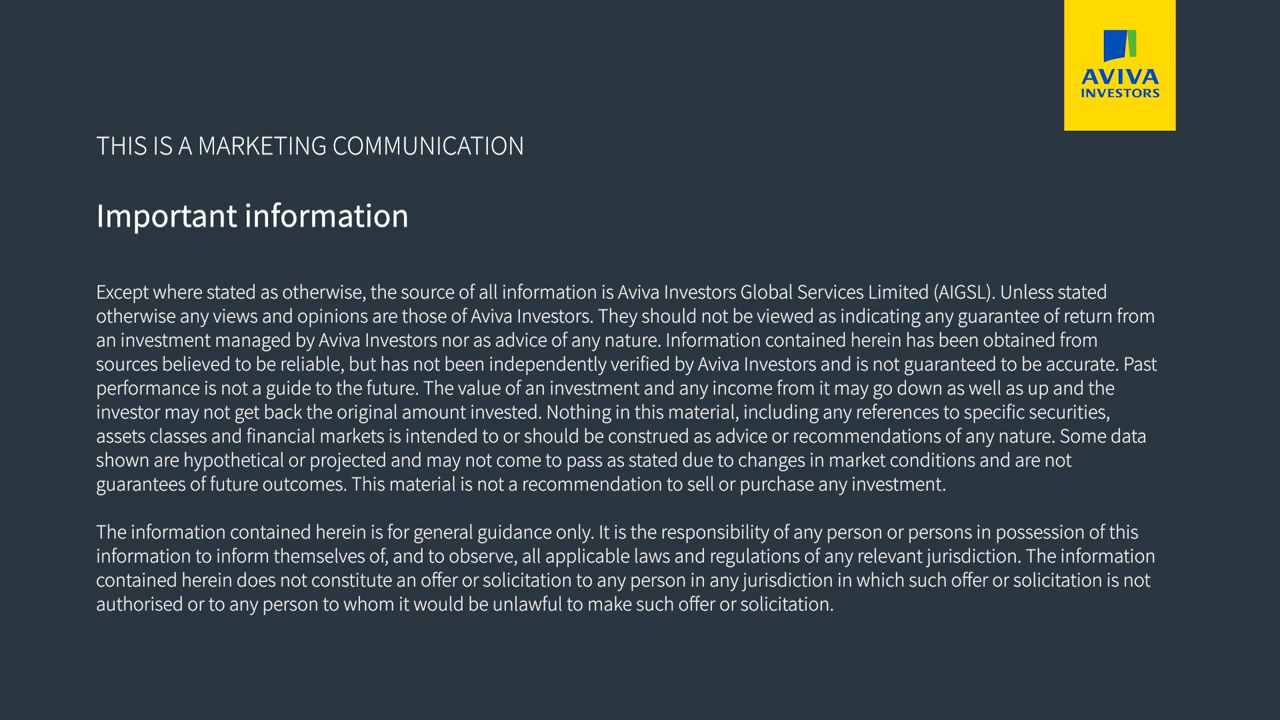 AVIVA
INVESTORS
THIS IS A MARKETING COMMUNICATION
Important information
Except where stated as otherwise, the source of all information is Aviva Investors Global Services Limited (AIGSL). Unless stated
otherwise any views and opinions are those of Aviva Investors. They should not be viewed as indicating any guarantee of return from
an investment managed by Aviva Investors nor as advice of any nature. Information contained herein has been obtained from
sources believed to be reliable, but has not been independently verified by Aviva Investors and is not guaranteed to be accurate. Past
performance is not a guide to the future. The value of an investment and any income from it may go down as well as up and the
investor may not get back the original amount invested. Nothing in this material, including any references to specific securities,
assets classes and financial markets is intended to or should be construed as advice or recommendations of any nature. Some data
shown are hypothetical or projected and may not come to pass as stated due to changes in market conditions and are not
guarantees of future outcomes. This material is not a recommendation to sell or purchase any investment.
The information contained herein is for general guidance only. It is the responsibility of any person or persons in possession of this
information to inform themselves of, and to observe, all applicable laws and regulations of any relevant jurisdiction. The information
contained herein does not constitute an offer or solicitation to any person in any jurisdiction in which such offer or solicitation is not
authorised or to any person to whom it would be unlawful to make such offer or solicitation.